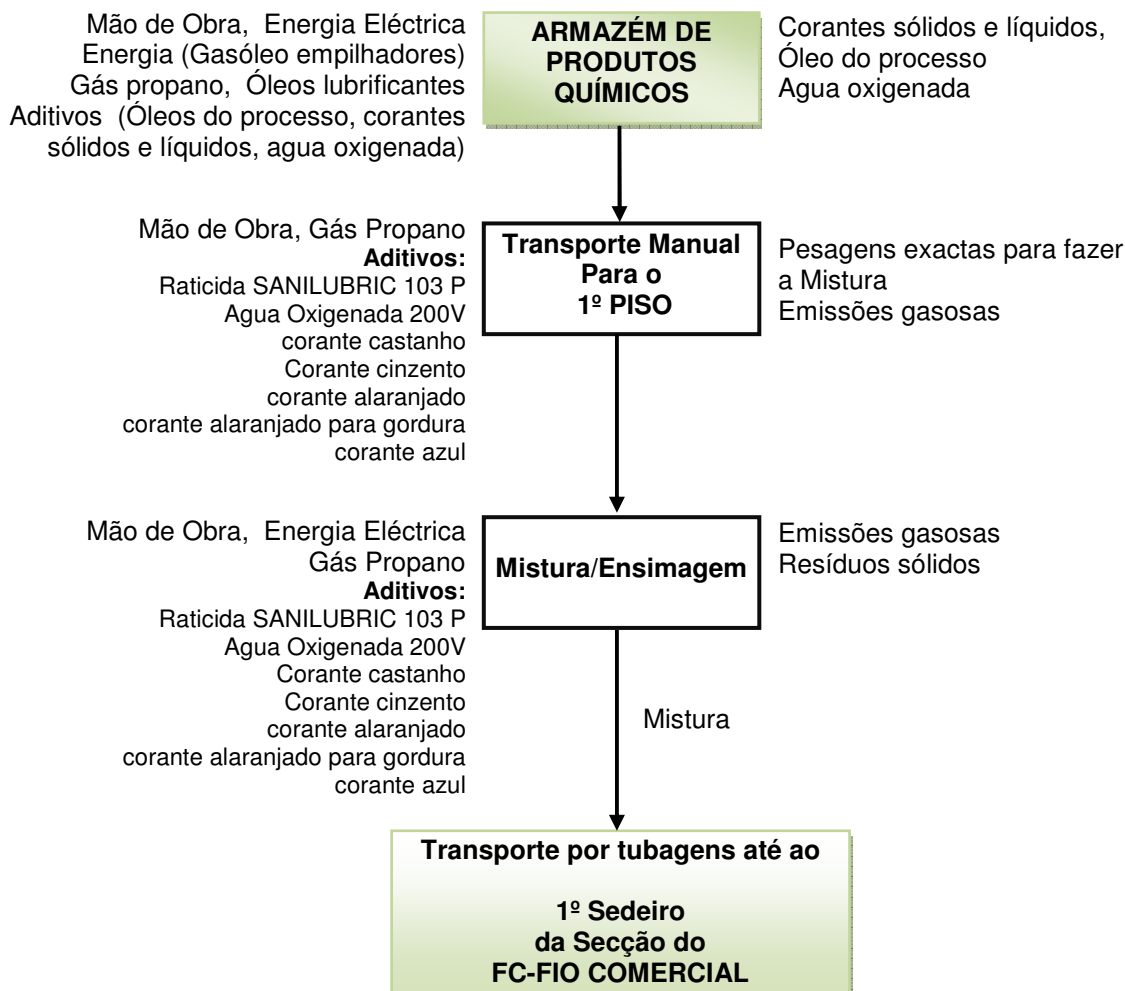 Mão de Obra, Energia Eléctrica
Energia (Gasóleo empilhadores)
Gás propano, Óleos lubrificantes
Aditivos (Óleos do processo, corantes
sólidos e líquidos, agua oxigenada)
ARMAZÉM DE
PRODUTOS
QUÍMICOS
Corantes sólidos e líquidos,
Óleo do processo
Agua oxigenada
Mão de Obra, Gás Propano
Aditivos:
Raticida SANILUBRIC 103 P
Agua Oxigenada 200V
corante castanho
Corante cinzento
corante alaranjado
corante alaranjado para gordura
corante azul
Transporte Manual
Para o
1º PISO
Pesagens exactas para fazer
a Mistura
Emissões gasosas
Mão de Obra, Energia Eléctrica
Gás Propano
Aditivos:
Raticida SANILUBRIC 103 P
Agua Oxigenada 200V
Corante castanho
Corante cinzento
corante alaranjado
corante alaranjado para gordura
corante azul
Mistura/Ensimagem
Emissões gasosas
Resíduos sólidos
Mistura
Transporte por tubagens até ao
1º Sedeiro
da Secção do
FC-FIO COMERCIAL